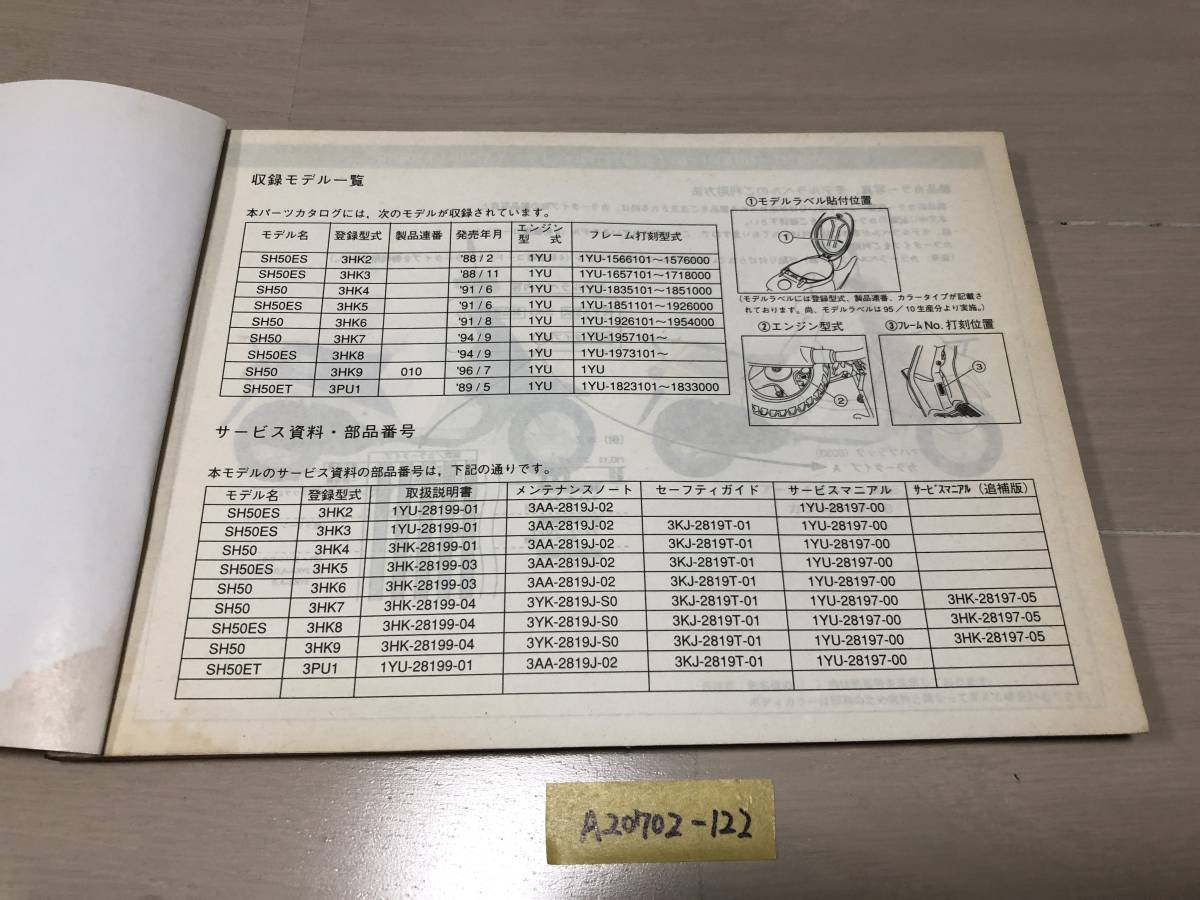 収録モデル一覧
本パーツカタログには，次のモデルが収録されています。
モデル名 登録型式 製品連番 発売年月 エンジン型式 フレーム打刻型式
SH50ES 3HK2 '88/2 1YU 1YU-1566101～1576000
SH50ES 3HK3 '88/11 1YU 1YU-1657101～1718000
SH50 3HK4 '91/6 1YU 1YU-1835101～1851000
SH50ES 3HK5 '91/6 1YU 1YU-1851101～1926000
SH50 3HK6 '91/8 1YU 1YU-1926101～1954000
SH50 3HK7 '94/9 1YU 1YU-1957101～
SH50ES 3HK8 '94/9 1YU 1YU-1973101～
SH50 3HK9 010 '96/7 1YU 1YU
SH50ET 3PU1 '89/5 1YU 1YU-1823101～1833000
①モデルラベル貼付位置
①
(モデルラベルには登録型式、製品連番、カラータイプが記載さ
れております。尚、モデルラベルは95／10生産分より実施。)
②エンジン型式
②
③フレームNo.打刻位置
③
サービス資料・部品番号
本モデルのサービス資料の部品番号は，下記の通りです。
モデル名 登録型式 取扱説明書 メンテナンスノート セーフティガイド サービスマニアル サービスマニアル（追補版）
SH50ES 3HK2 1YU-28199-01 3AA-2819J-02 1YU-28197-00
SH50ES 3HK3 1YU-28199-01 3AA-2819J-02 3KJ-2819T-01 1YU-28197-00
SH50 3HK4 3HK-28199-01 3AA-2819J-02 3KJ-2819T-01 1YU-28197-00
SH50ES 3HK5 3HK-28199-03 3AA-2819J-02 3KJ-2819T-01 1YU-28197-00
SH50 3HK6 3HK-28199-03 3AA-2819J-02 3KJ-2819T-01 1YU-28197-00
SH50 3HK7 3HK-28199-04 3YK-2819J-S0 3KJ-2819T-01 1YU-28197-00 3HK-28197-05
SH50ES 3HK8 3HK-28199-04 3YK-2819J-S0 3KJ-2819T-01 1YU-28197-00 3HK-28197-05
SH50 3HK9 3HK-28199-04 3YK-2819J-S0 3KJ-2819T-01 1YU-28197-00 3HK-28197-05
SH50ET 3PU1 1YU-28199-01 3AA-2819J-02 3KJ-2819T-01 1YU-28197-00
A20702-122